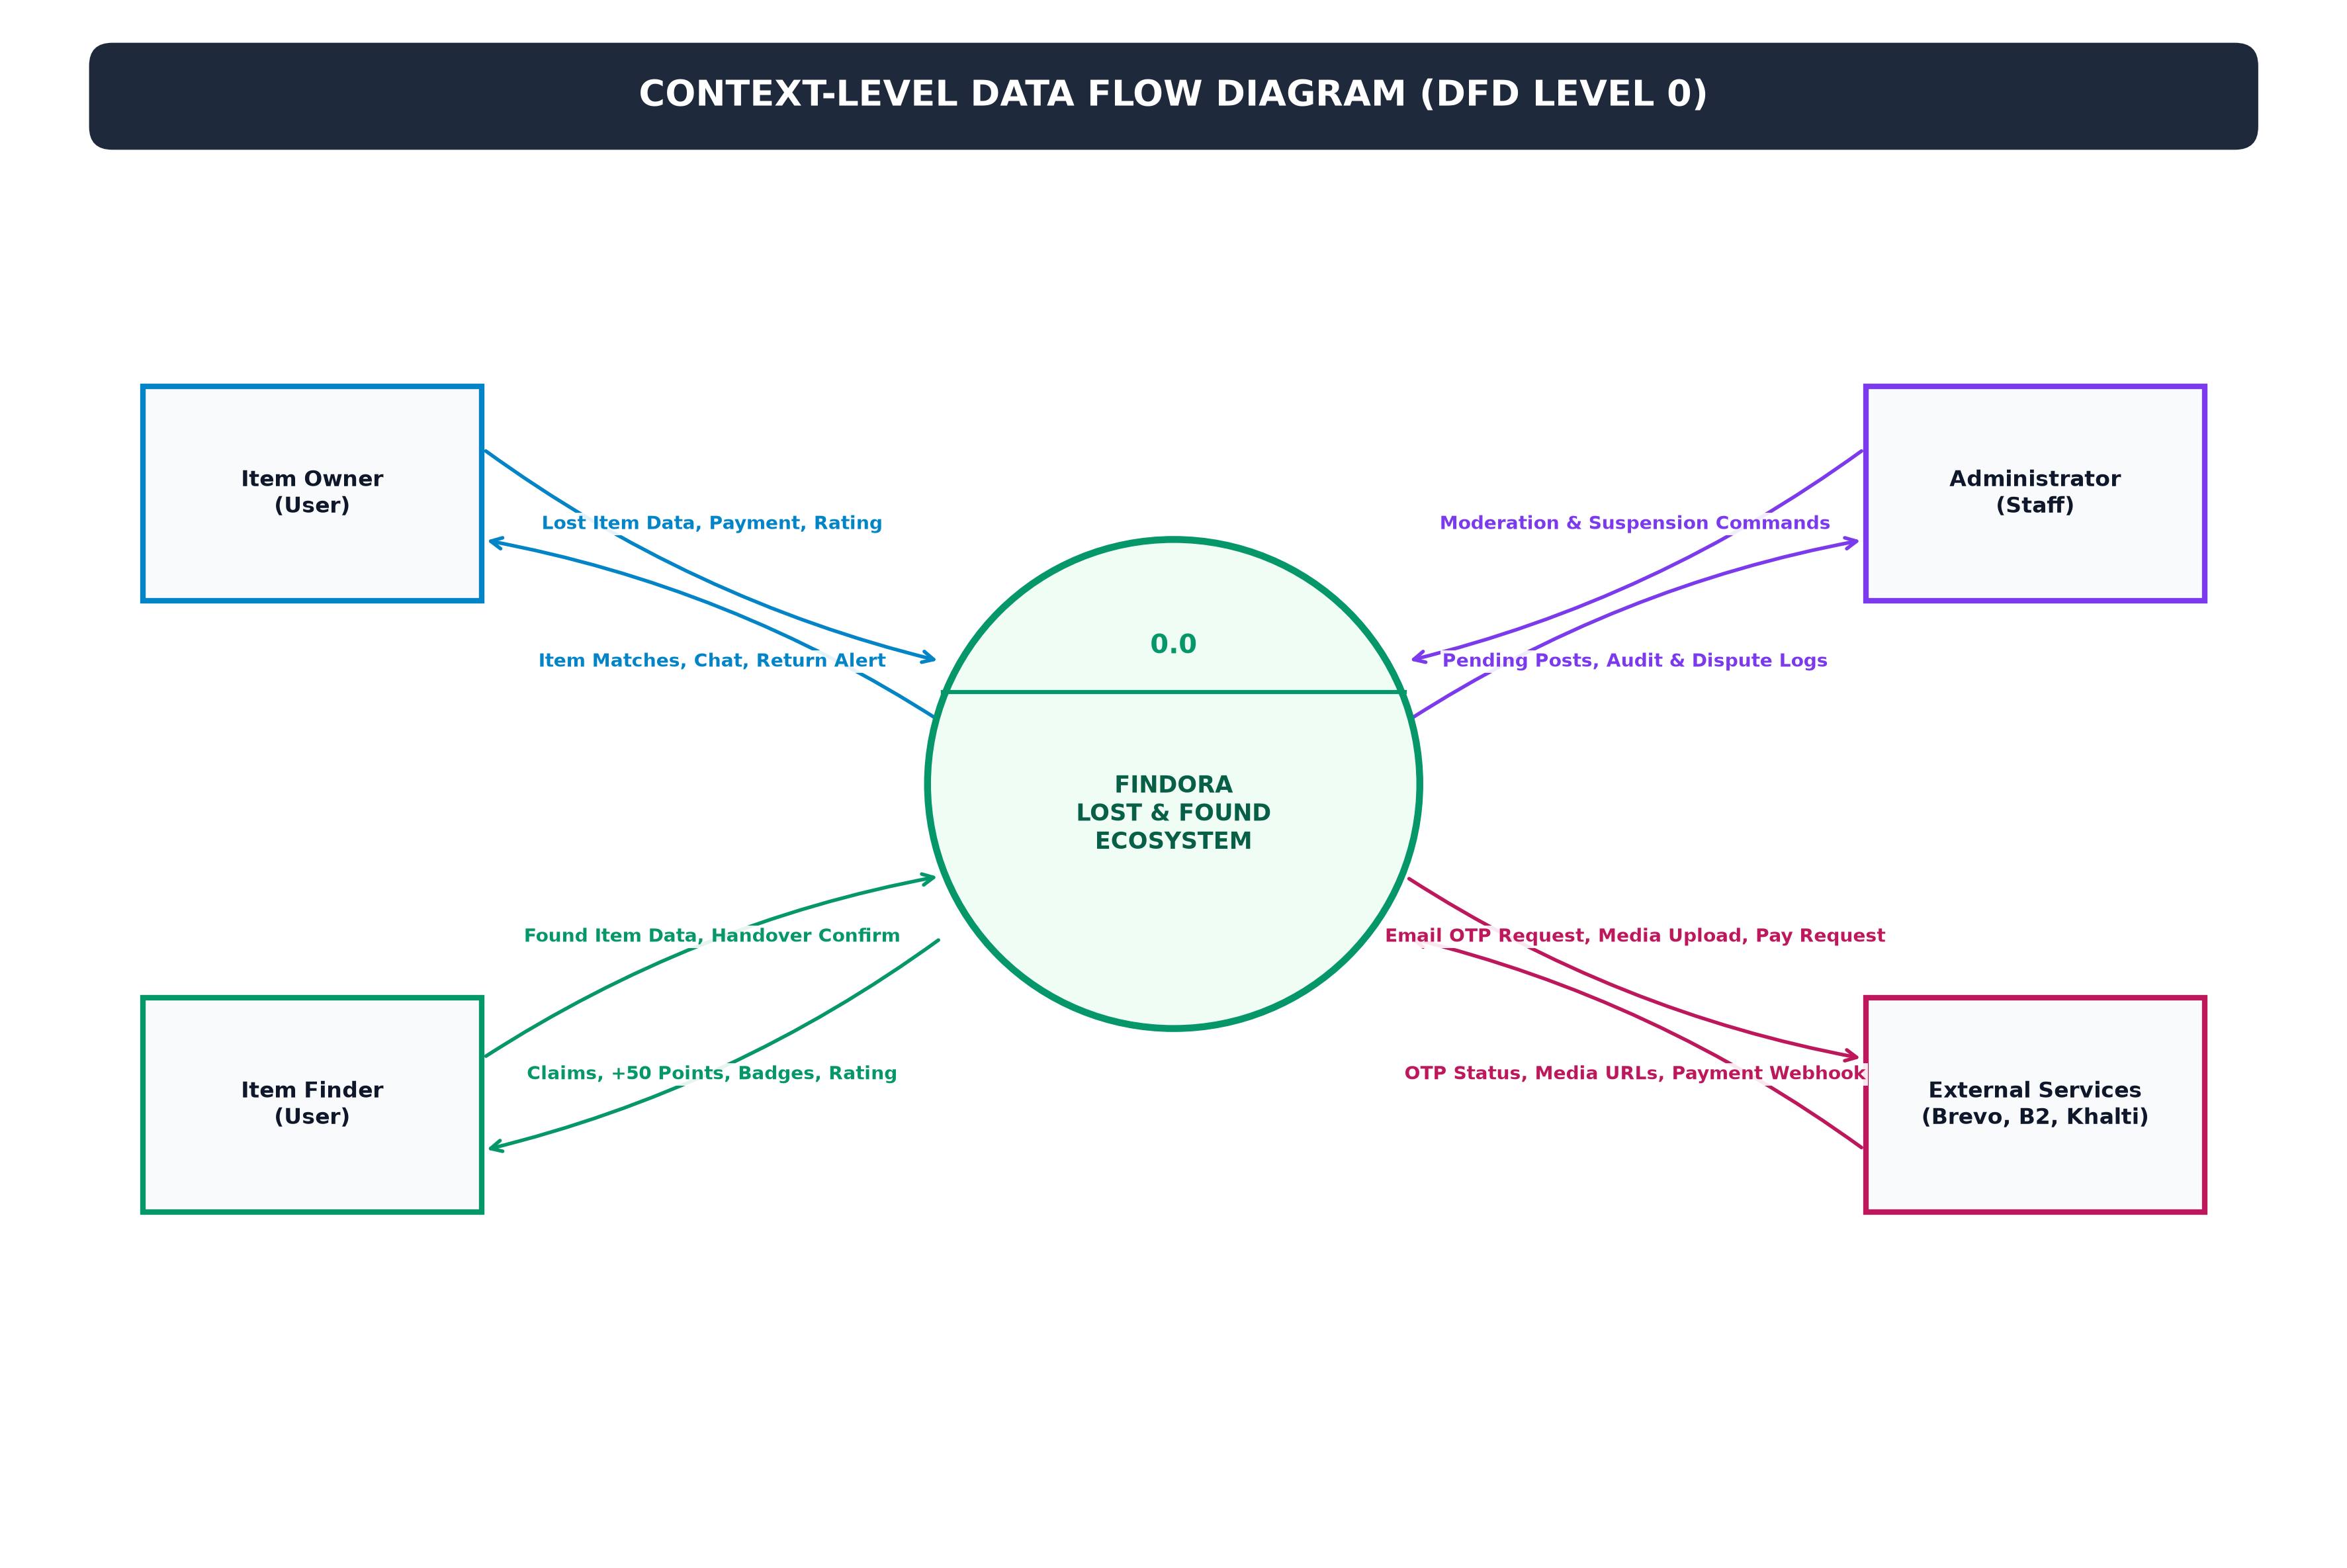 CONTEXT-LEVEL DATA FLOW DIAGRAM (DFD LEVEL 0)
Item Owner
(User)
Lost Item Data, Payment, Rating
Item Matches, Chat, Return Alert
Administrator
(Staff)
Moderation & Suspension Commands
Pending Posts, Audit & Dispute Logs
0.0
FINDORA
LOST & FOUND
ECOSYSTEM
Found Item Data, Handover Confirm
Claims, +50 Points, Badges, Rating
Item Finder
(User)
Email OTP Request, Media Upload, Pay Request
OTP Status, Media URLs, Payment Webhook
External Services
(Brevo, B2, Khalti)